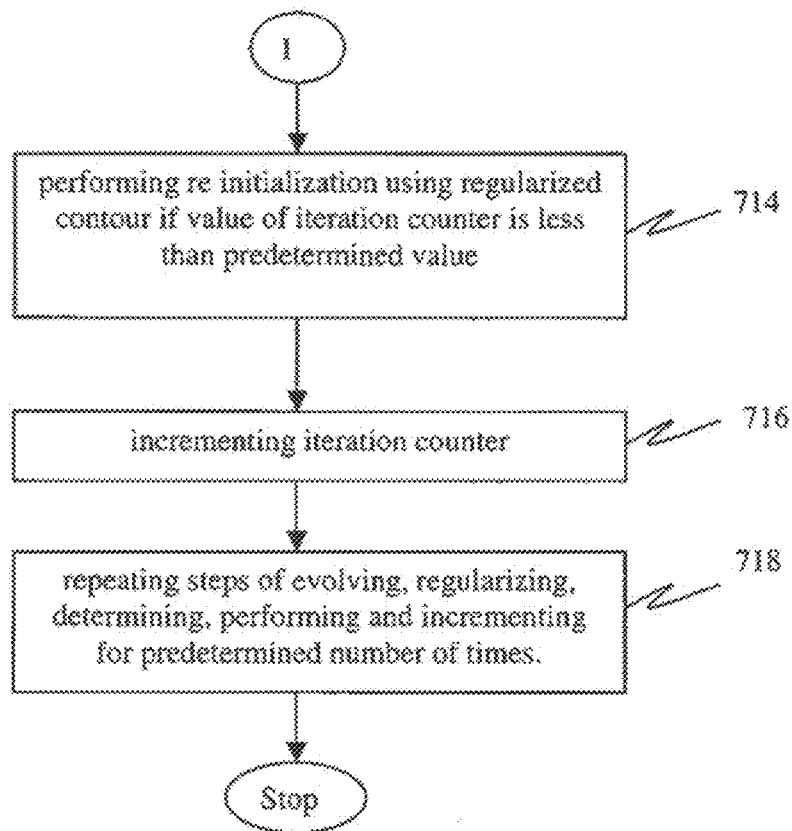 I
performing re initialization using regularized
contour if value of iteration counter is less
than predetermined value
714
incrementing iteration counter
716
repeating steps of evolving, regularizing,
determining, performing and incrementing
for predetermined number of times.
718
Stop